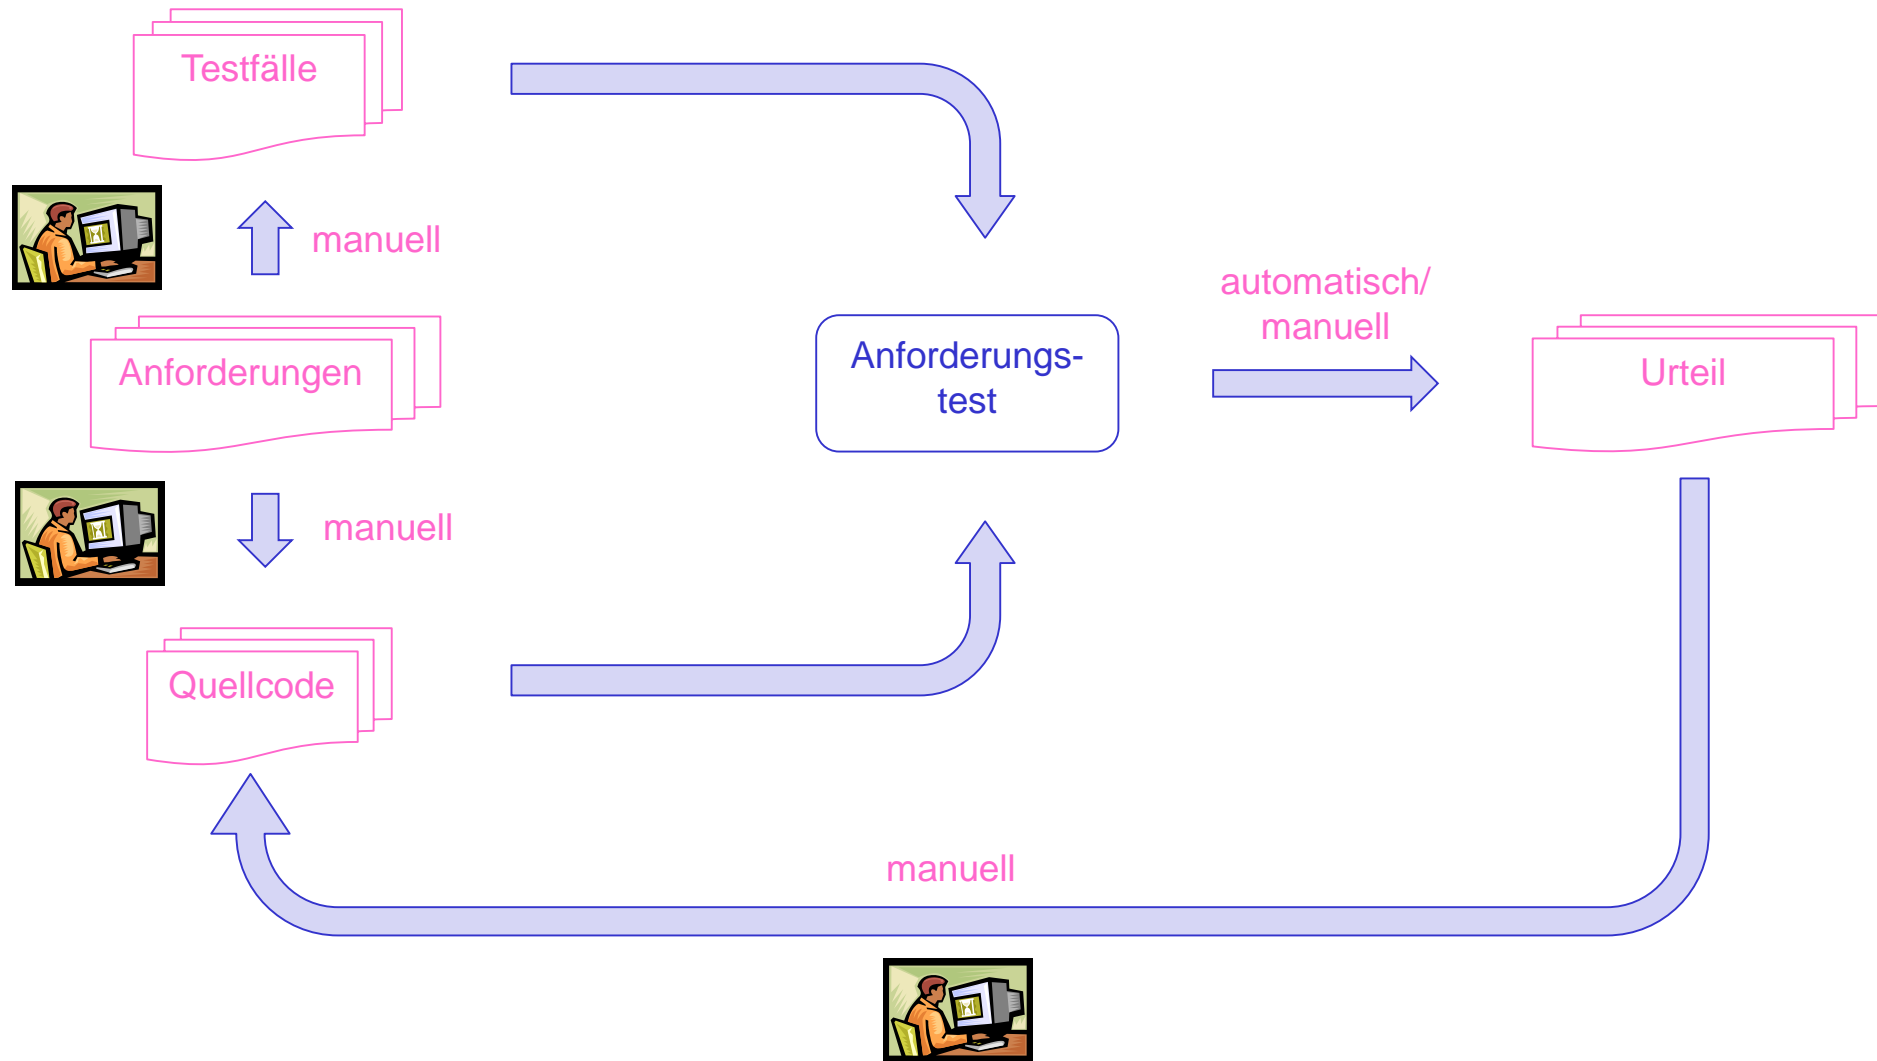 Testfälle
manuell
automatisch/
manuell
Anforderungen
Anforderungs-
test
Urteil
manuell
Quellcode
manuell